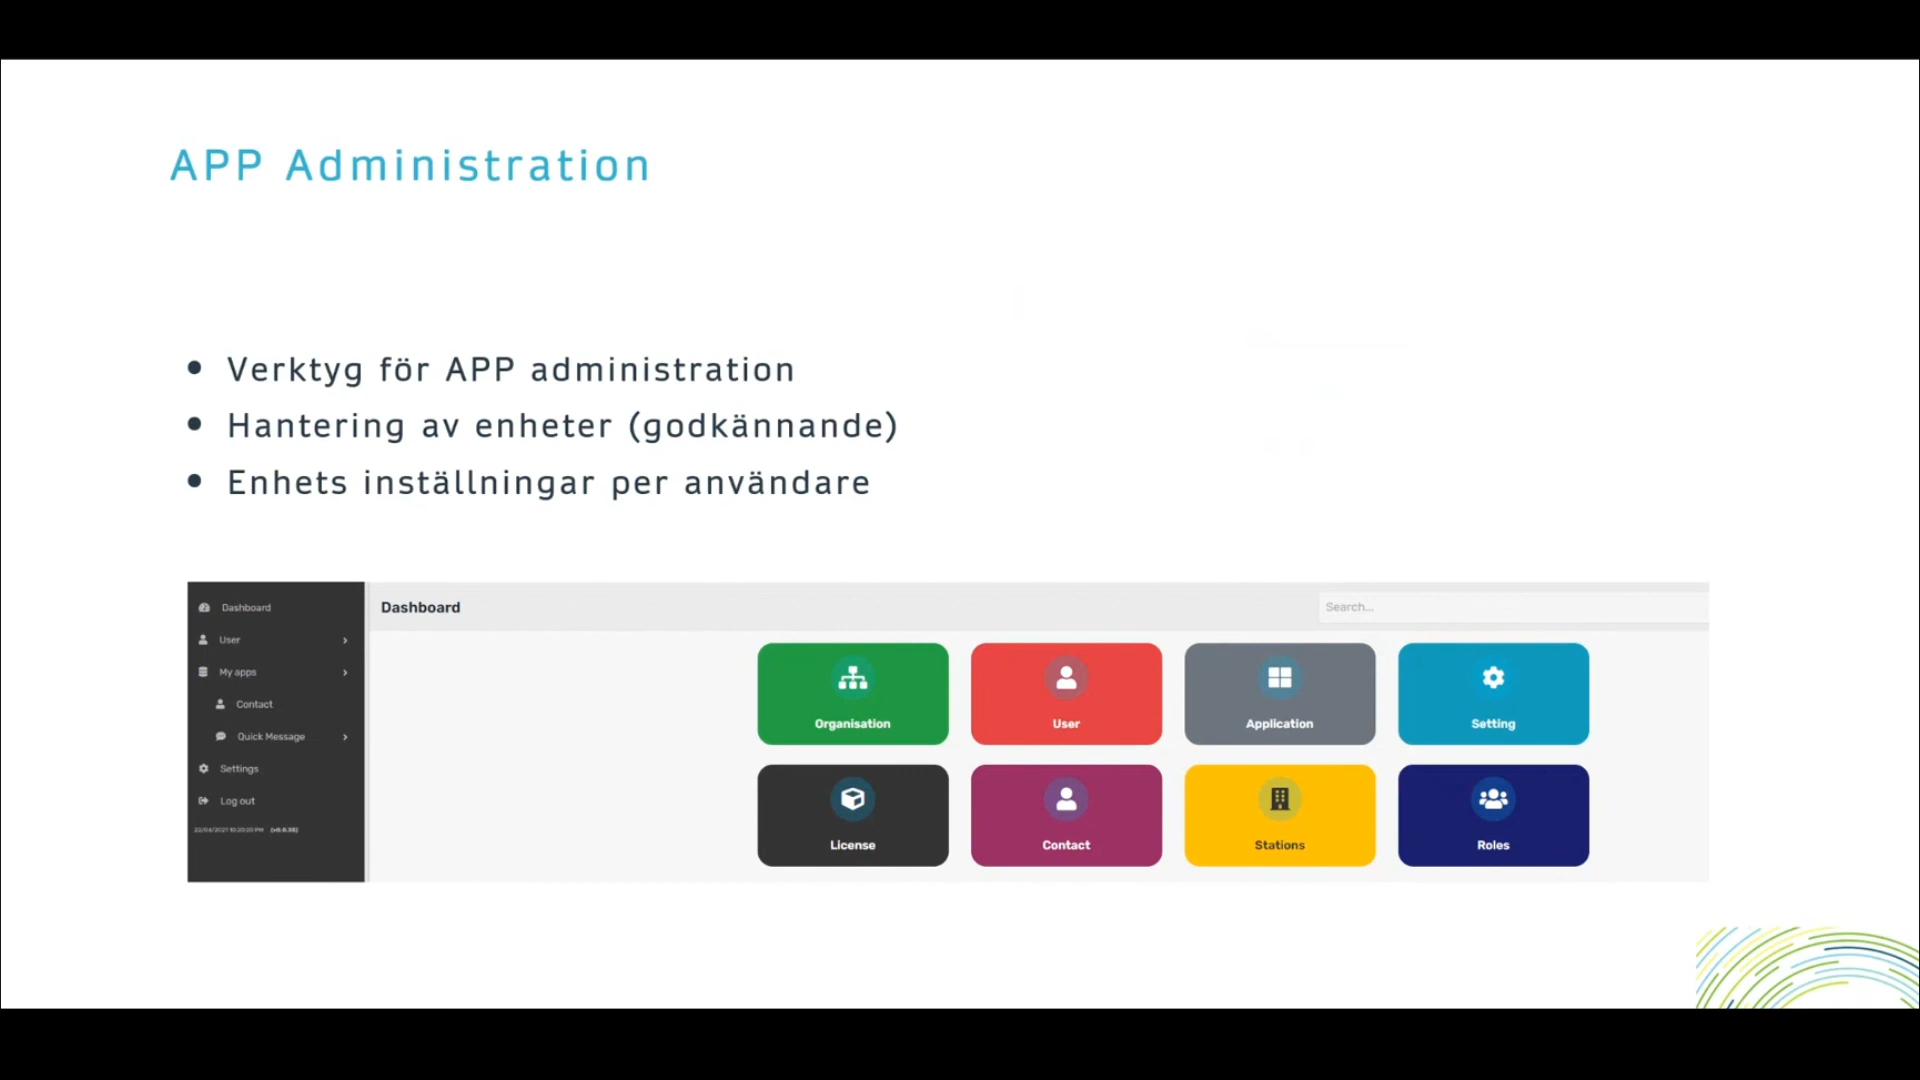 APP Administration
Verktyg för APP administration
Hantering av enheter (godkännande)
Enhets inställningar per användare
Dashboard
User
My apps
Contact
Quick Message
Settings
Log out
Dashboard
Search...
Organisation
User
Application
Setting
License
Contact
Stations
Roles